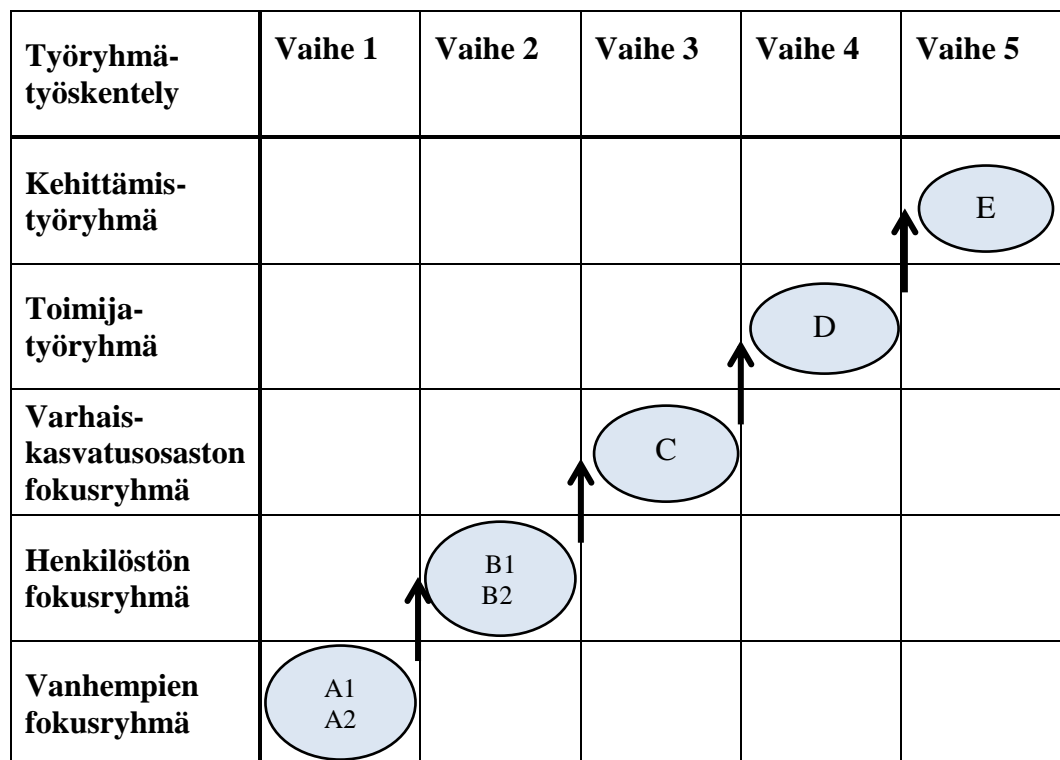 Työryhmä-
työskentely
Vaihe 1
Vaihe 2
Vaihe 3
Vaihe 4
Vaihe 5
Kehittämis-
työryhmä
E
Toimija-
työryhmä
D
Varhais-
kasvatusosaston
fokusryhmä
C
Henkilöstön
fokusryhmä
B1
B2
Vanhempien
fokusryhmä
A1
A2